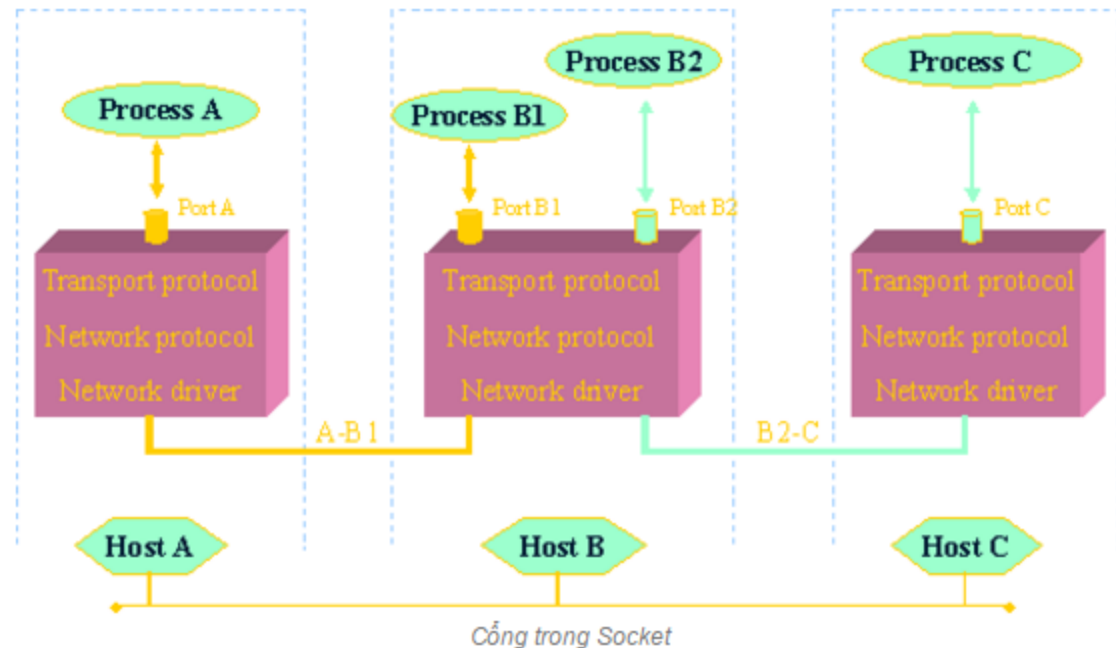 Process A
Process B1
Process B2
Process C
Port A
Port B1
Port B2
Port C
Transport protocol
Network protocol
Network driver
Transport protocol
Network protocol
Network driver
Transport protocol
Network protocol
Network driver
A-B1
B2-C
Host A
Host B
Host C
Cổng trong Socket